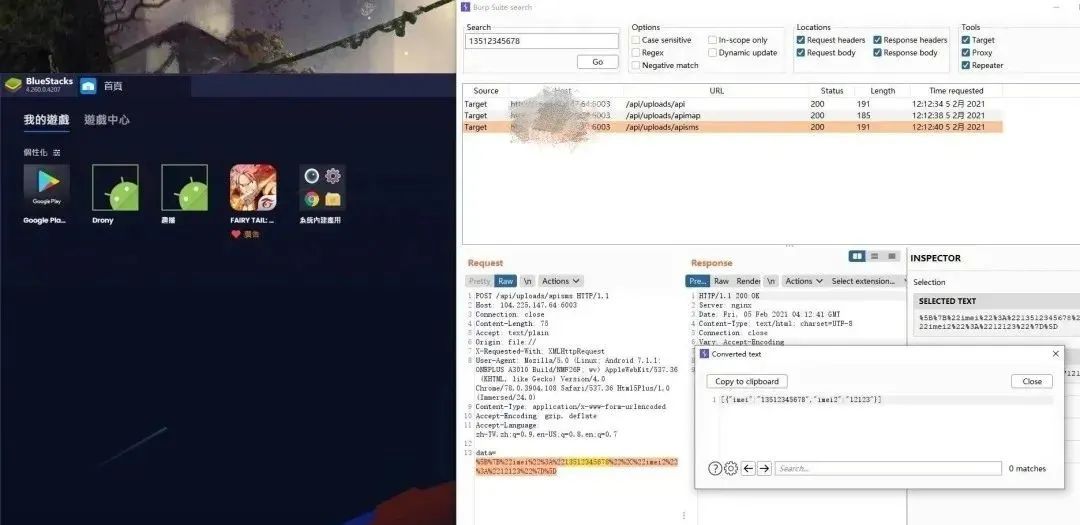 BlueStacks
4.260.0.4207
首頁
我的遊戲 遊戲中心
個性化
Google Play
Google Pla...
Drony
FAIRY TAIL: ...
廣告
系統內建應用
Burp Suite search
Search
13512345678
Go
Options
Case sensitive
In-scope only
Regex
Dynamic update
Negative match
Locations
Request headers
Response headers
Request body
Response body
Tools
Target
Proxy
Repeater
Source Host URL Status Length Time requested
Target 147.64:6003 /api/uploads/api 200 191 12:12:34 5 2月 2021
Target :6003 /api/uploads/apimap 200 185 12:12:38 5 2月 2021
Target :6003 /api/uploads/apisms 200 191 12:12:40 5 2月 2021
Request
Pretty Raw \n Actions
1 POST /api/uploads/apisms HTTP/1.1
2 Host: 104.225.147.64:6003
3 Connection: close
4 Content-Length: 75
5 Accept: text/plain
6 Origin: file://
7 X-Requested-With: XMLHttpRequest
8 User-Agent: Mozilla/5.0 (Linux; Android 7.1.1;
ONEPLUS A3010 Build/NMF26F; wv) AppleWebKit/537.36
(KHTML, like Gecko) Version/4.0
Chrome/78.0.3904.108 Safari/537.36 Html5Plus/1.0
(Immersed/24.0)
9 Content-Type: application/x-www-form-urlencoded
10 Accept-Encoding: gzip, deflate
11 Accept-Language:
zh-TW,zh;q=0.9,en-US;q=0.8,en;q=0.7
12
13 data=
%5B%7B%22imei%22%3A%2213512345678%22%2C%22imei2%22
%3A%2212123%22%7D%5D
Response
Pre... Raw Render \n Actions Select extension...
1 HTTP/1.1 200 OK
2 Server: nginx
3 Date: Fri, 05 Feb 2021 04:12:41 GMT
4 Content-Type: text/html; charset=UTF-8
5 Connection: close
6 Vary: Accept-Encoding
INSPECTOR
Selection
SELECTED TEXT
%5B%7B%22imei%22%3A%2213512345678%2
22imei2%22%3A%2212123%22%7D%5D
Converted text
Copy to clipboard
Close
1 [{"imei":"13512345678","imei2":"12123"}]
Search...
0 matches